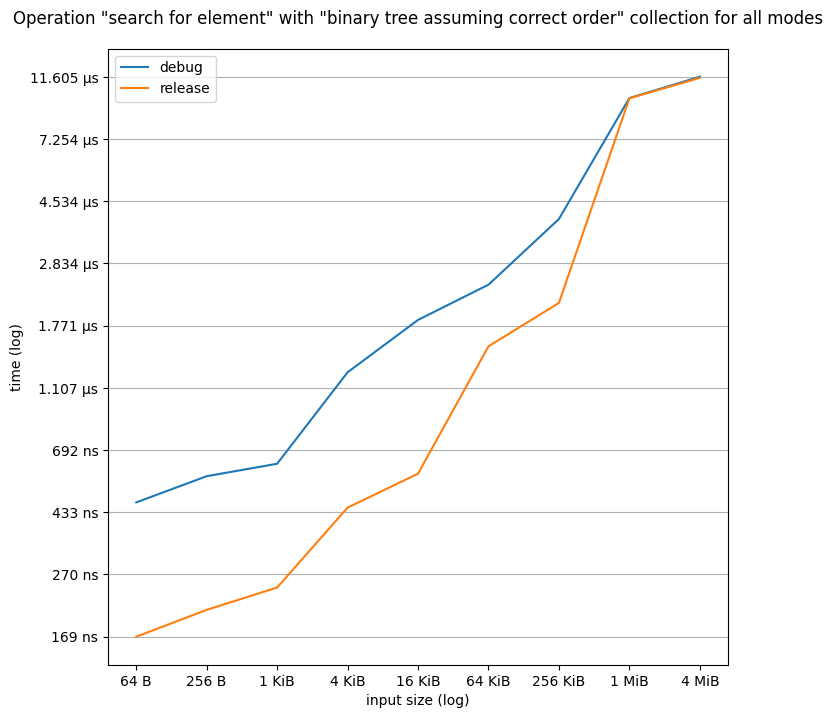 Operation "search for element" with "binary tree assuming correct order" collection for all modes
debug
release
11.605 µs
7.254 µs
4.534 µs
2.834 µs
1.771 µs
1.107 µs
692 ns
433 ns
270 ns
169 ns
time (log)
64 B
256 B
1 KiB
4 KiB
16 KiB
64 KiB
256 KiB
1 MiB
4 MiB
input size (log)